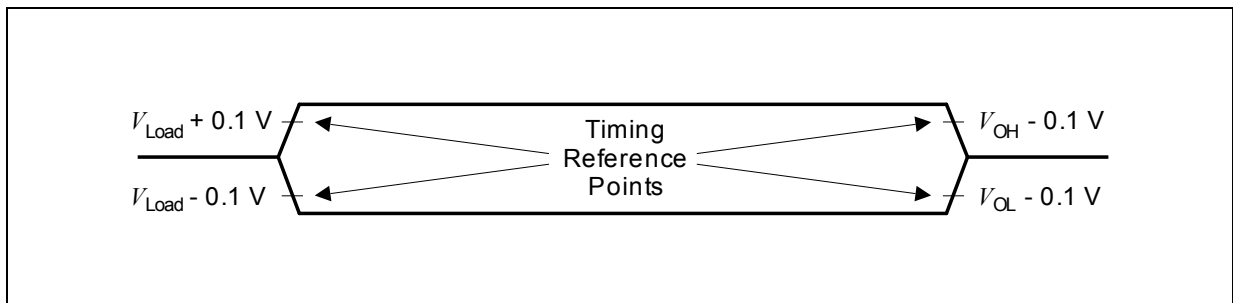 V_Load + 0.1 V
V_Load - 0.1 V
Timing
Reference
Points
V_OH - 0.1 V
V_OL - 0.1 V